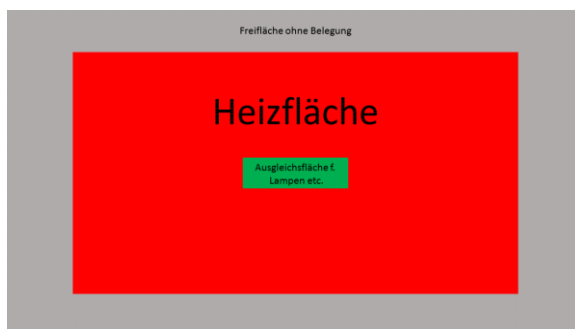 Freifläche ohne Belegung
Heizfläche
Ausgleichsfläche f.
Lampen etc.